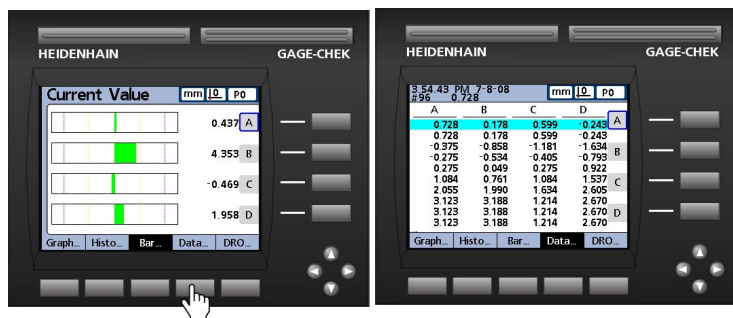 HEIDENHAIN GAGE-CHEK
Current Value mm P0
0.437 A
4.353 B
-0.469 C
1.958 D
Graph... Histo... Bar... Data... DRO...
HEIDENHAIN GAGE-CHEK
3.54.43 PM 7-8-08 mm P0
#96 0.728
A B C D
0.728 0.178 0.599 -0.243 A
0.728 0.178 0.599 -0.243
-0.375 -0.858 -1.181 -1.634 B
-0.275 -0.534 -0.405 -0.793
0.275 0.049 0.275 0.922
1.084 0.761 1.084 1.537 C
2.055 1.990 1.634 2.605
3.123 3.188 1.214 2.670
3.123 3.188 1.214 2.670 D
3.123 3.188 1.214 2.670
Graph... Histo... Bar... Data... DRO...